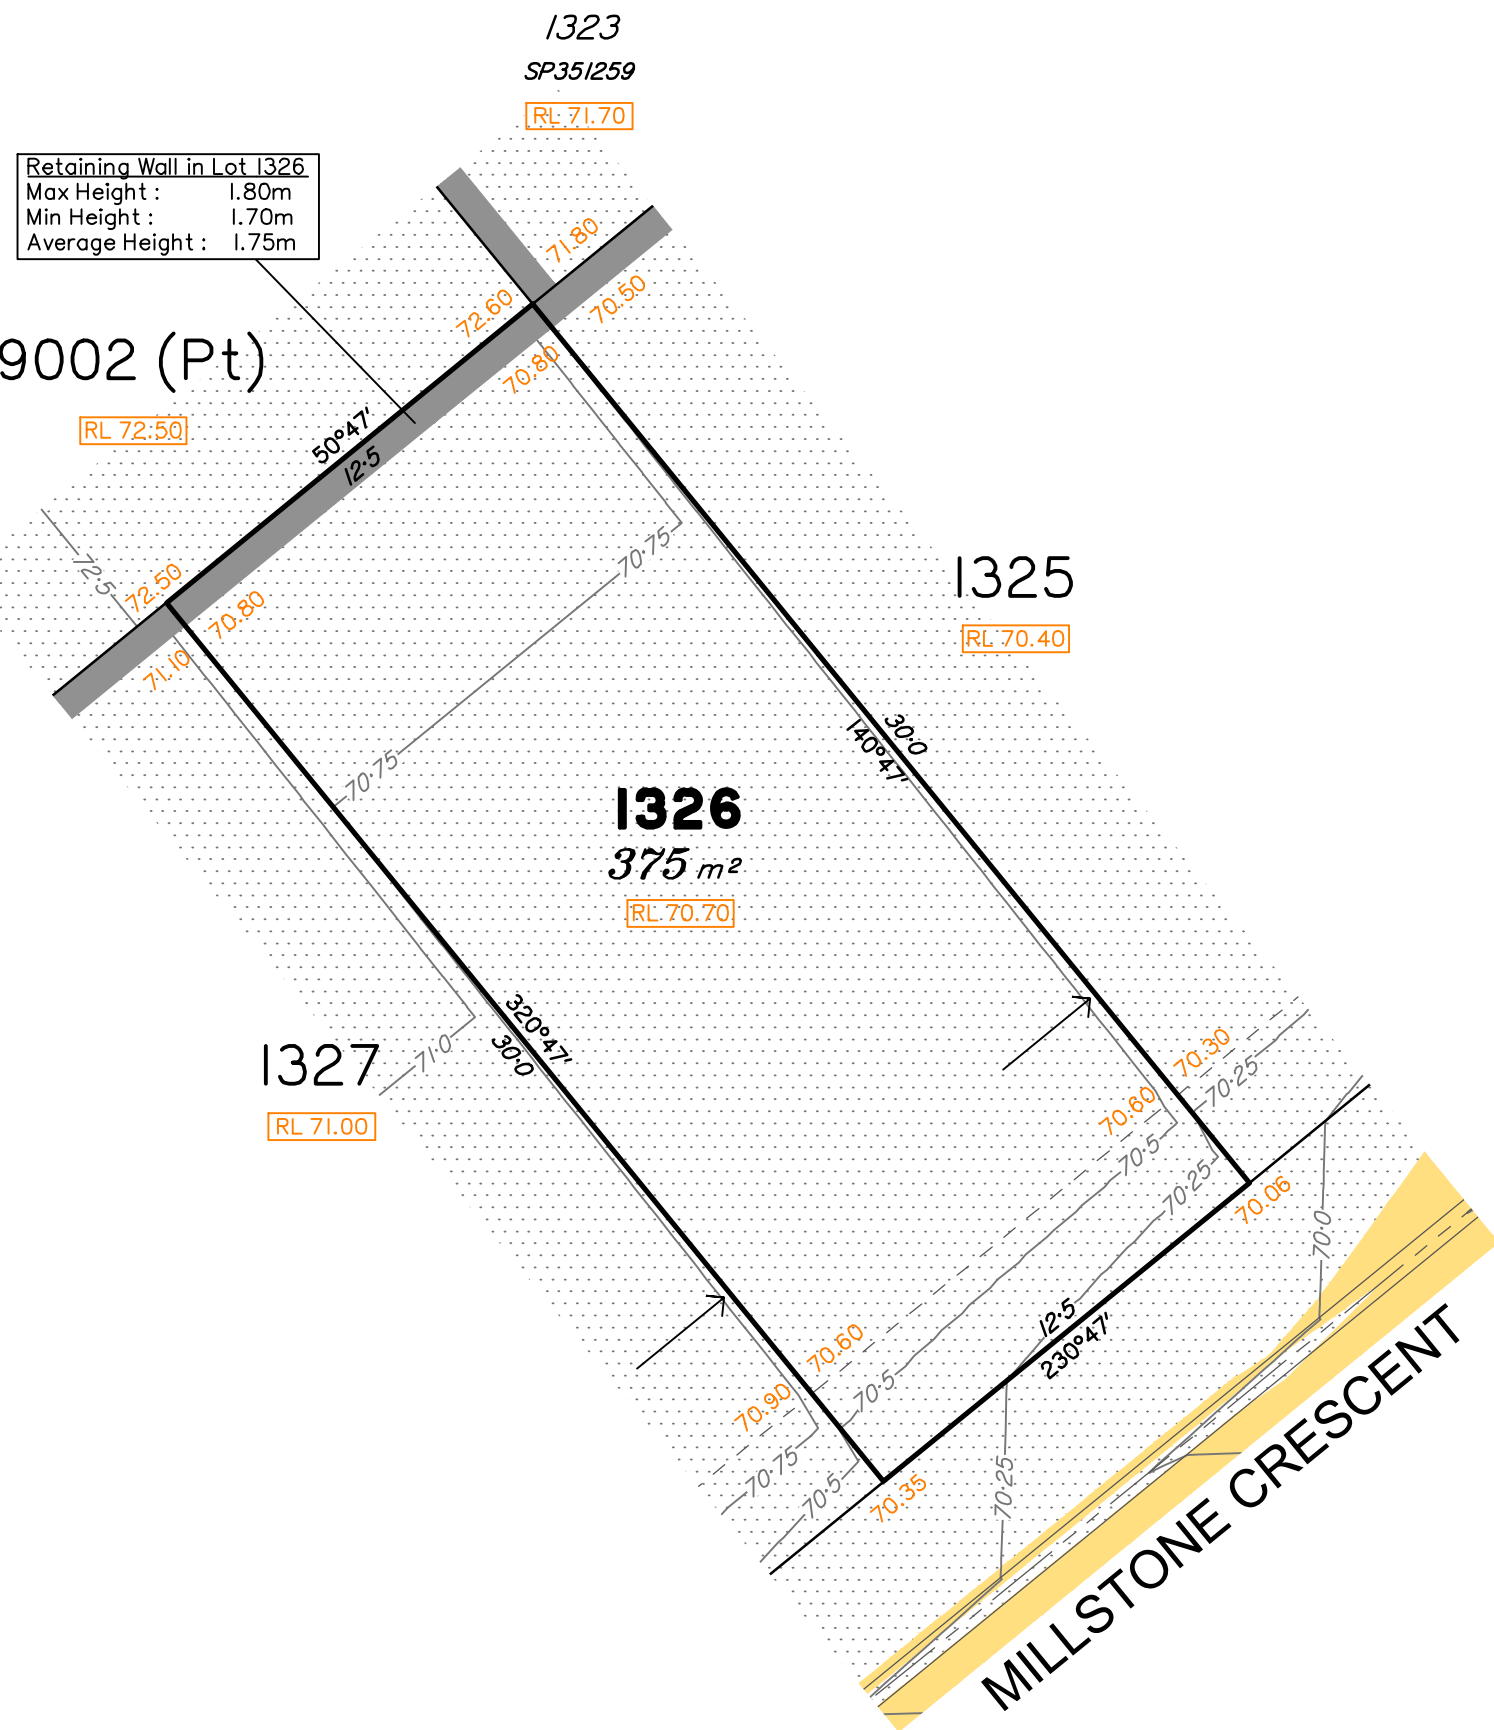 1323
SP351259
RL 71.70
Retaining Wall in Lot 1326
Max Height : 1.80m
Min Height : 1.70m
Average Height : 1.75m
71.80
70.50
72.60
70.80
9002 (Pt)
RL 72.50
50°47'
12·5
72·5
72.50
70.80
71.10
70·75
70·75
1325
RL 70.40
30·0
140°47'
1326
375 m²
RL 70.70
320°47'
30·0
71·0
1327
RL 71.00
70.30
70·25
70.60
70·5
70·25
70.06
70·0
12·5
230°47'
70.60
70·5
70.90
70·75
70·5
70.35
70·25
MILLSTONE CRESCENT